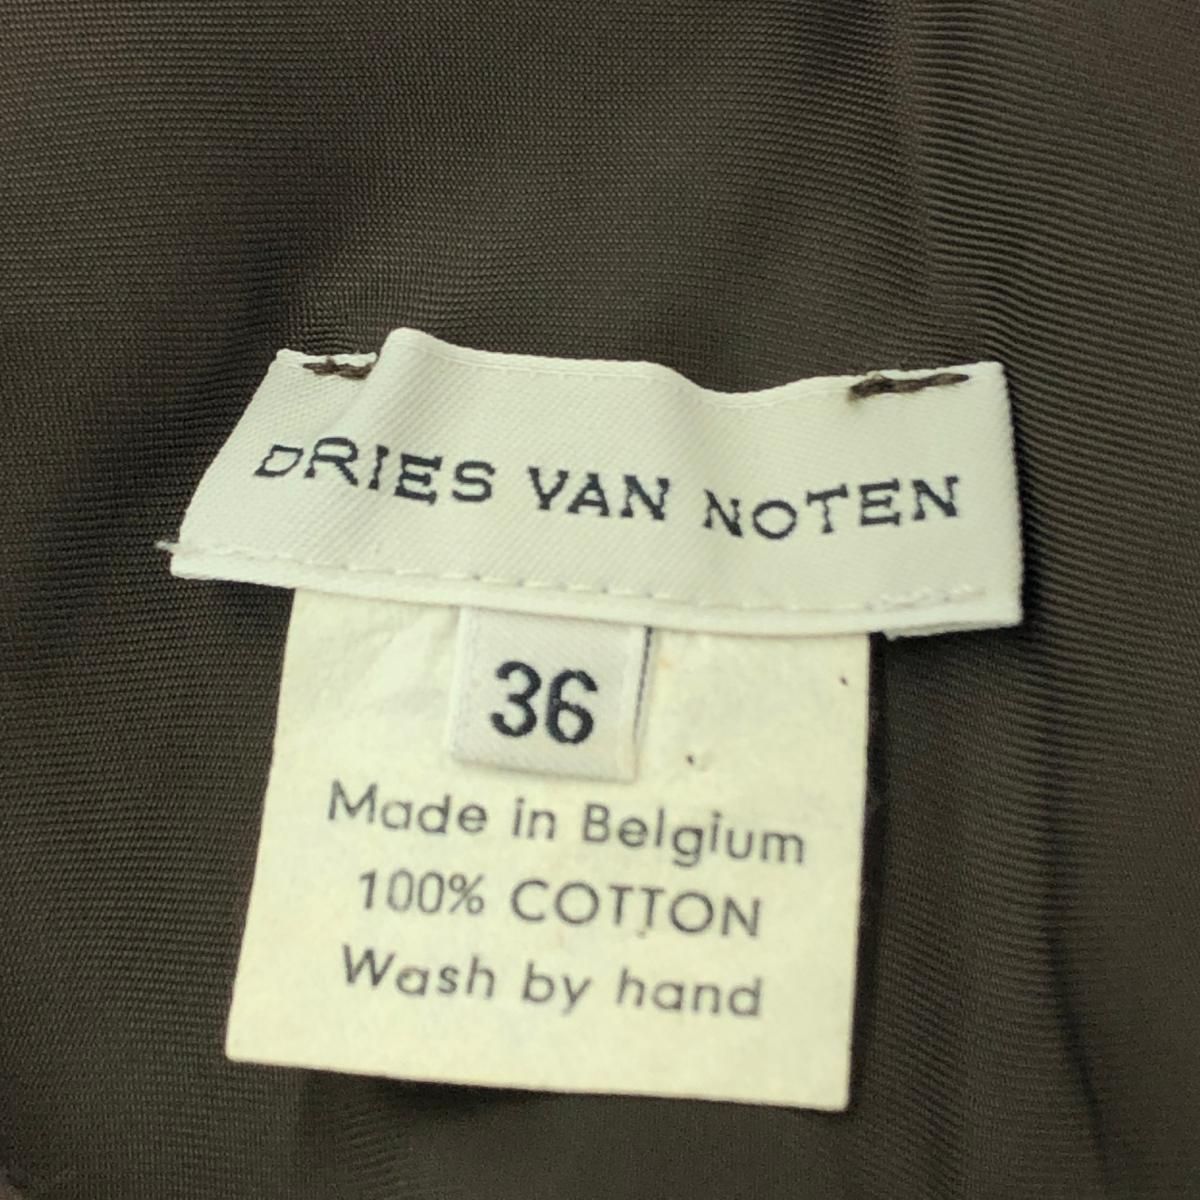 DRIES VAN NOTEN
36
Made in Belgium
100% COTTON
Wash by hand